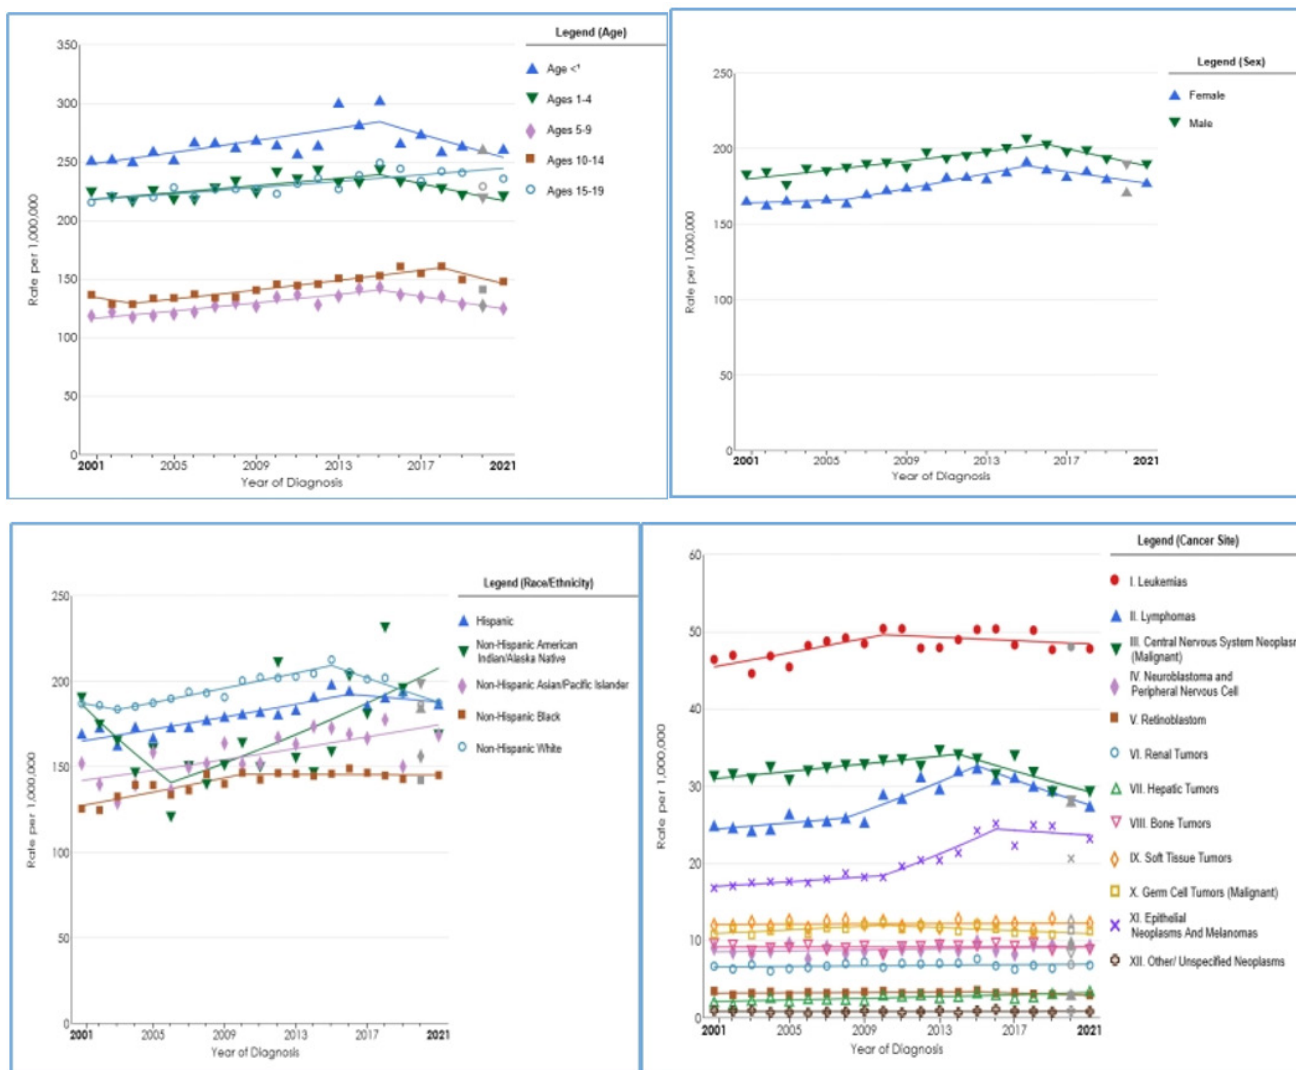 Legend (Age)
350
300
250
200
150
100
50
0
Rate per 1,000,000
2001 2005 2009 2013 2017 2021
Year of Diagnosis
Age <¹
Ages 1-4
Ages 5-9
Ages 10-14
Ages 15-19
Legend (Sex)
250
200
150
100
50
0
Rate per 1,000,000
2001 2005 2009 2013 2017 2021
Year of Diagnosis
Female
Male
Legend (Race/Ethnicity)
250
200
150
100
50
0
Rate per 1,000,000
2001 2005 2009 2013 2017 2021
Year of Diagnosis
Hispanic
Non-Hispanic American
Indian/Alaska Native
Non-Hispanic Asian/Pacific Islander
Non-Hispanic Black
Non-Hispanic White
Legend (Cancer Site)
60
50
40
30
20
10
0
Rate per 1,000,000
2001 2005 2009 2013 2017 2021
Year of Diagnosis
I. Leukemias
II. Lymphomas
III. Central Nervous System Neoplasm
(Malignant)
IV. Neuroblastoma and
Peripheral Nervous Cell
V. Retinoblastom
VI. Renal Tumors
VII. Hepatic Tumors
VIII. Bone Tumors
IX. Soft Tissue Tumors
X. Germ Cell Tumors (Malignant)
XI. Epithelial
Neoplasms And Melanomas
XII. Other/ Unspecified Neoplasms